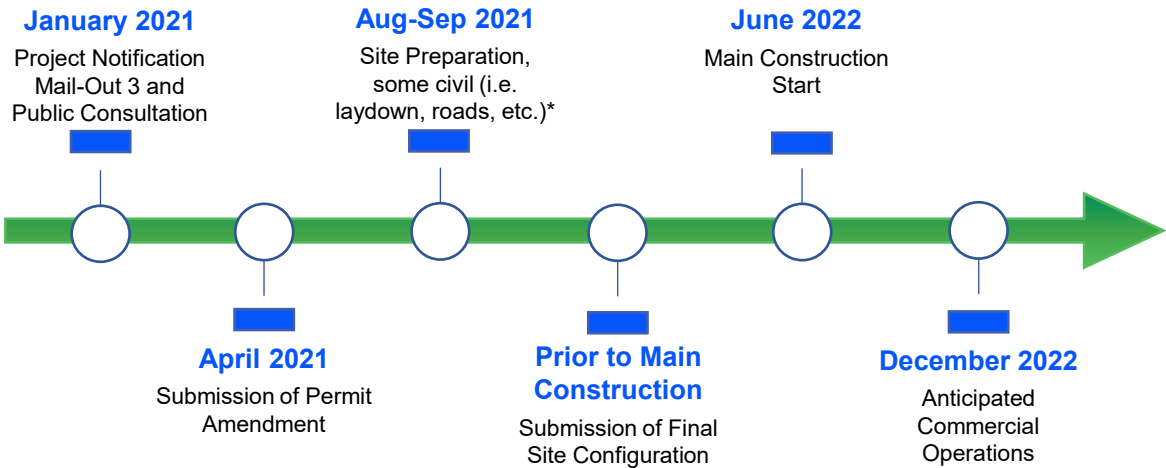 January 2021
Project Notification
Mail-Out 3 and
Public Consultation
Aug-Sep 2021
Site Preparation,
some civil (i.e.
laydown, roads, etc.)*
June 2022
Main Construction
Start
April 2021
Submission of Permit
Amendment
Prior to Main
Construction
Submission of Final
Site Configuration
December 2022
Anticipated
Commercial
Operations